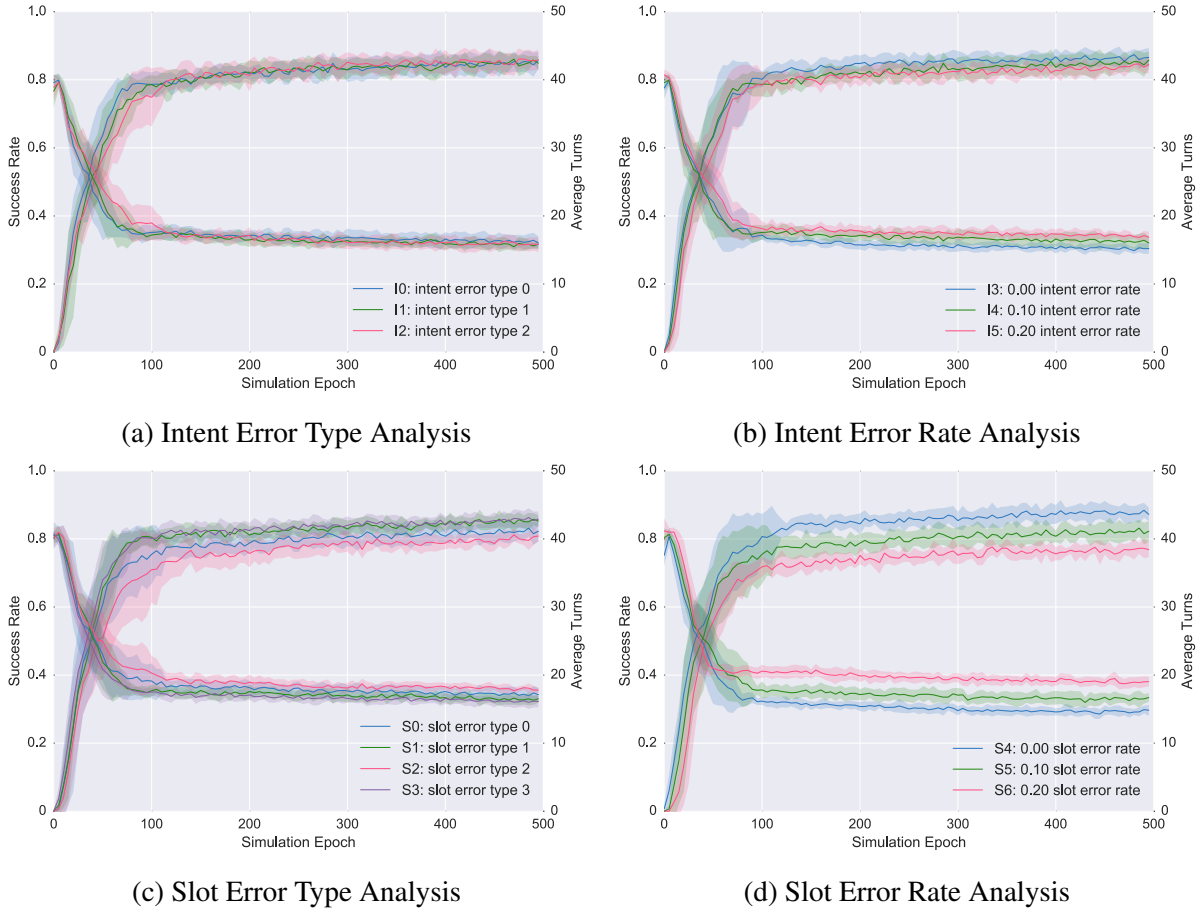 1.0
0.8
0.6
0.4
0.2
0
Success Rate
50
40
30
20
10
0
Average Turns
I0: intent error type 0
I1: intent error type 1
I2: intent error type 2
0 100 200 300 400 500
Simulation Epoch
(a) Intent Error Type Analysis
1.0
0.8
0.6
0.4
0.2
0
Success Rate
50
40
30
20
10
0
Average Turns
I3: 0.00 intent error rate
I4: 0.10 intent error rate
I5: 0.20 intent error rate
0 100 200 300 400 500
Simulation Epoch
(b) Intent Error Rate Analysis
1.0
0.8
0.6
0.4
0.2
0
Success Rate
50
40
30
20
10
0
Average Turns
S0: slot error type 0
S1: slot error type 1
S2: slot error type 2
S3: slot error type 3
0 100 200 300 400 500
Simulation Epoch
(c) Slot Error Type Analysis
1.0
0.8
0.6
0.4
0.2
0
Success Rate
50
40
30
20
10
0
Average Turns
S4: 0.00 slot error rate
S5: 0.10 slot error rate
S6: 0.20 slot error rate
0 100 200 300 400 500
Simulation Epoch
(d) Slot Error Rate Analysis